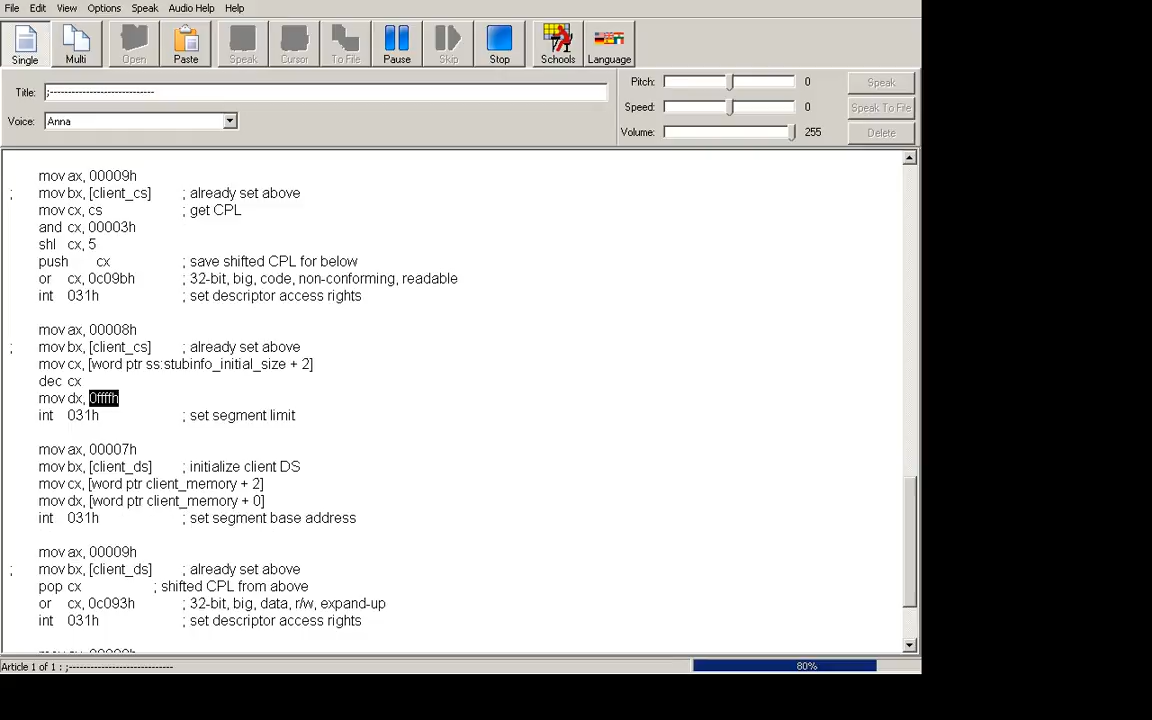 File Edit View Options Speak Audio Help Help
Single Multi Open Paste Speak Cursor To File Pause Skip Stop Schools Language
Title: ;----------------------------
Voice: Anna
Pitch: 0 Speak
Speed: 0 Speak To File
Volume: 255 Delete
mov ax, 00009h
; mov bx, [client_cs] ; already set above
mov cx, cs ; get CPL
and cx, 00003h
shl cx, 5
push cx ; save shifted CPL for below
or cx, 0c09bh ; 32-bit, big, code, non-conforming, readable
int 031h ; set descriptor access rights
mov ax, 00008h
; mov bx, [client_cs] ; already set above
mov cx, [word ptr ss:stubinfo_initial_size + 2]
dec cx
mov dx, 0ffffh
int 031h ; set segment limit
mov ax, 00007h
mov bx, [client_ds] ; initialize client DS
mov cx, [word ptr client_memory + 2]
mov dx, [word ptr client_memory + 0]
int 031h ; set segment base address
mov ax, 00009h
; mov bx, [client_ds] ; already set above
pop cx ; shifted CPL from above
or cx, 0c093h ; 32-bit, big, data, r/w, expand-up
int 031h ; set descriptor access rights
Article 1 of 1 : ;---------------------------- 80%